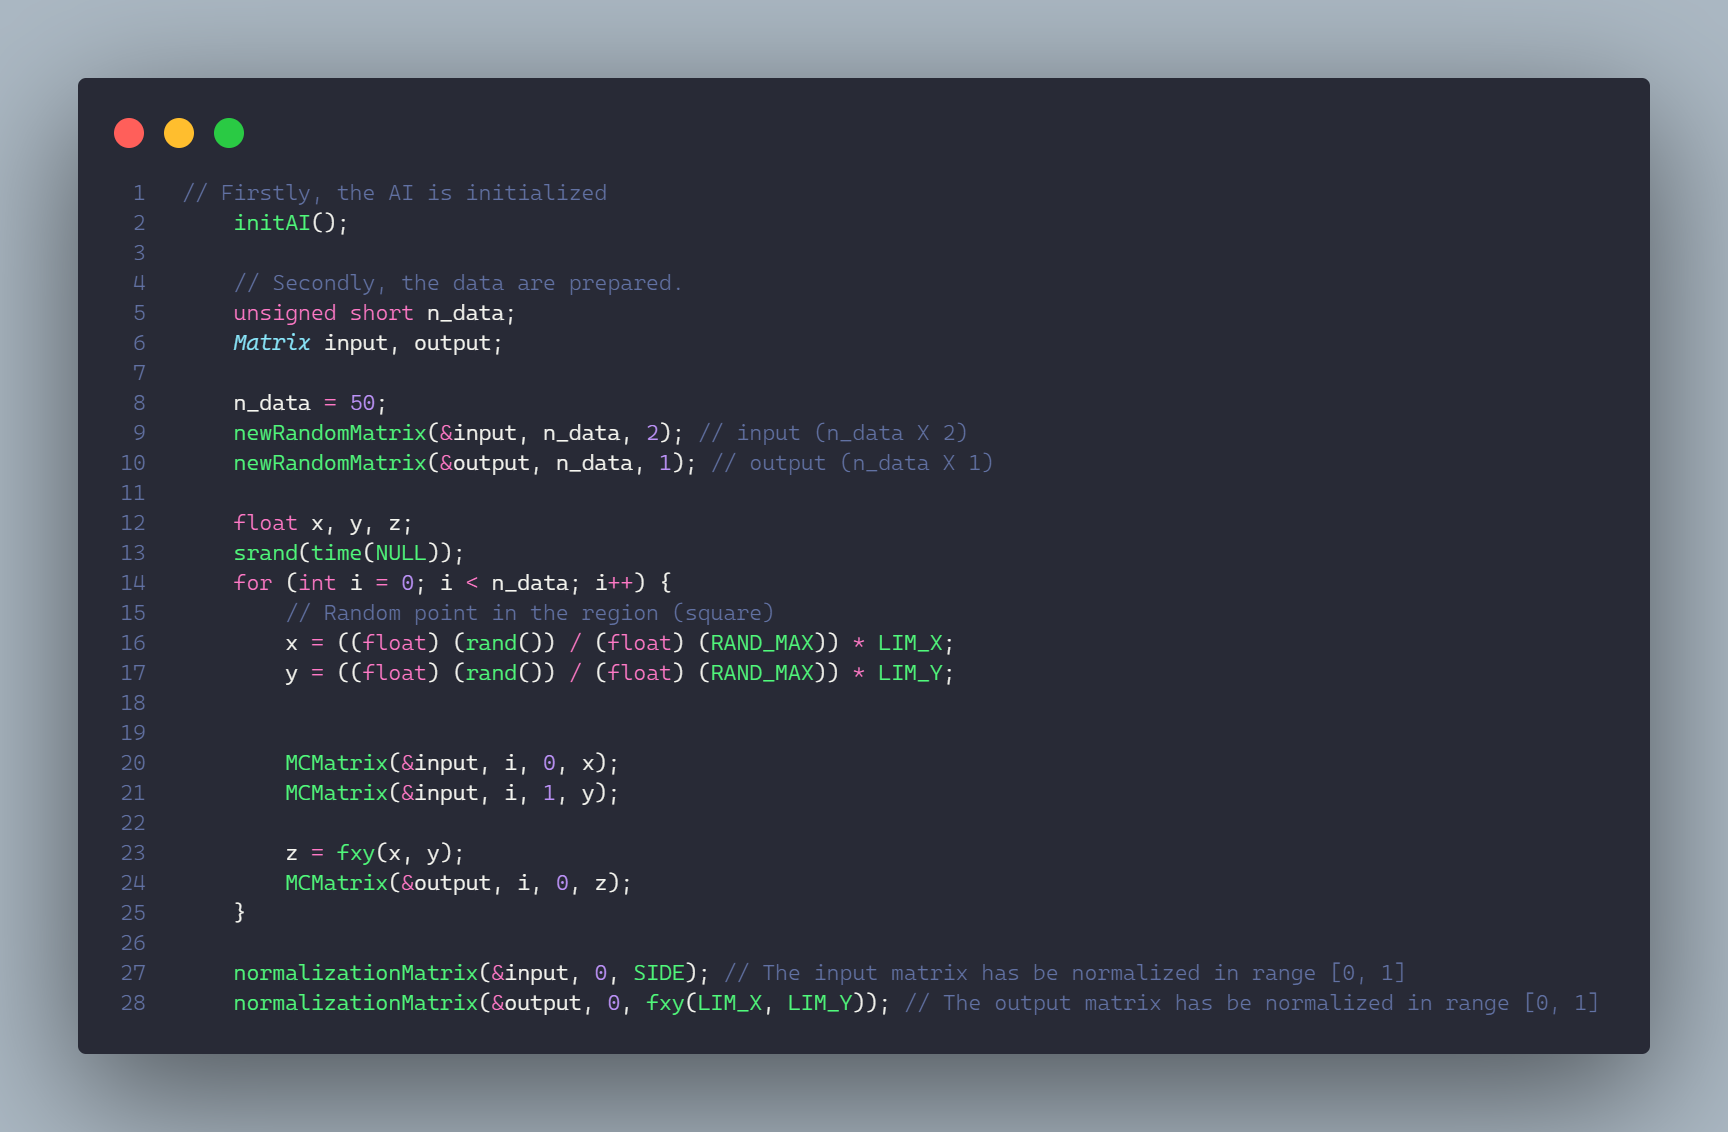 1 // Firstly, the AI is initialized
2 initAI();
3
4 // Secondly, the data are prepared.
5 unsigned short n_data;
6 Matrix input, output;
7
8 n_data = 50;
9 newRandomMatrix(&input, n_data, 2); // input (n_data X 2)
10 newRandomMatrix(&output, n_data, 1); // output (n_data X 1)
11
12 float x, y, z;
13 srand(time(NULL));
14 for (int i = 0; i < n_data; i++) {
15 // Random point in the region (square)
16 x = ((float) (rand()) / (float) (RAND_MAX)) * LIM_X;
17 y = ((float) (rand()) / (float) (RAND_MAX)) * LIM_Y;
18
19
20 MCMatrix(&input, i, 0, x);
21 MCMatrix(&input, i, 1, y);
22
23 z = fxy(x, y);
24 MCMatrix(&output, i, 0, z);
25 }
26
27 normalizationMatrix(&input, 0, SIDE); // The input matrix has be normalized in range [0, 1]
28 normalizationMatrix(&output, 0, fxy(LIM_X, LIM_Y)); // The output matrix has be normalized in range [0, 1]